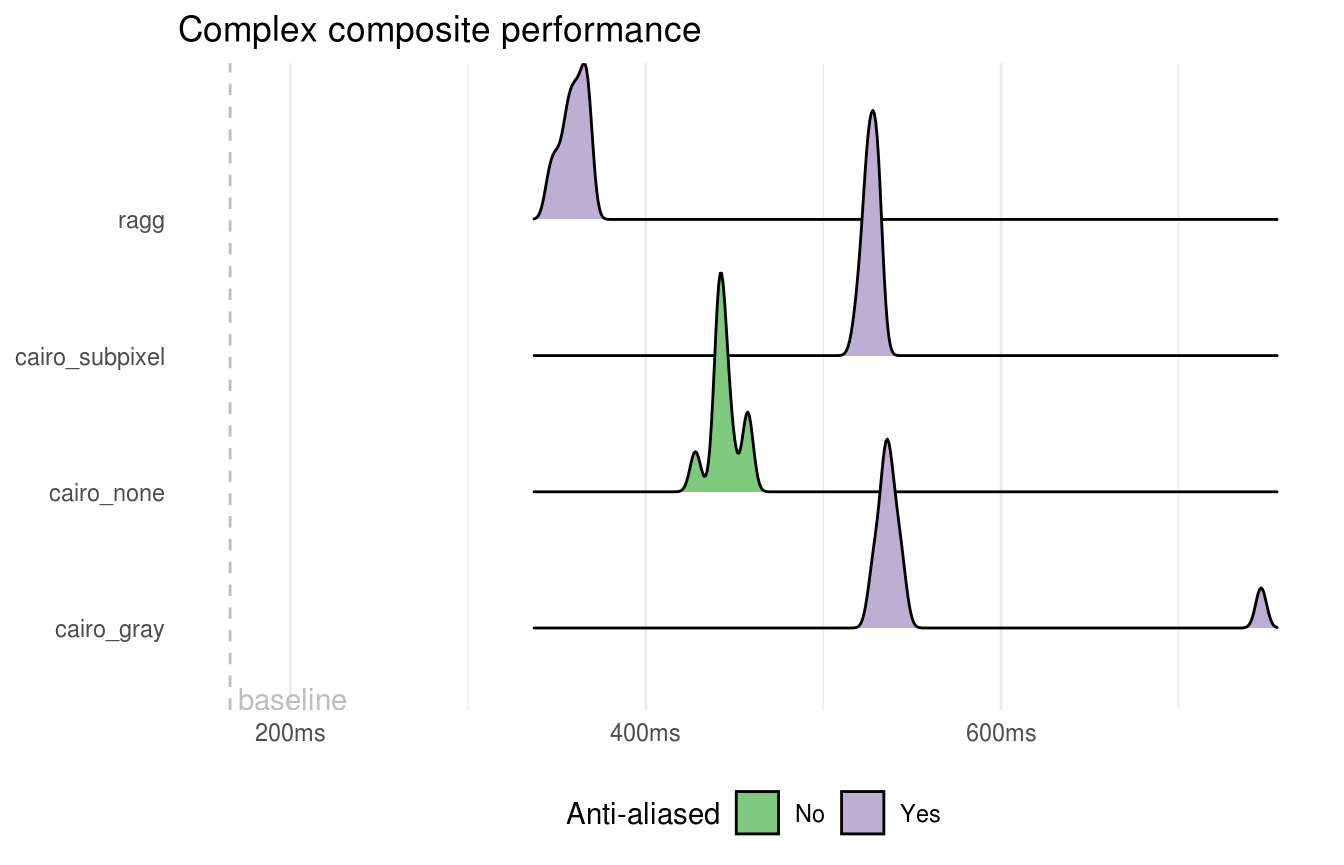 Complex composite performance
ragg
cairo_subpixel
cairo_none
cairo_gray
baseline
200ms 400ms 600ms
Anti-aliased No Yes